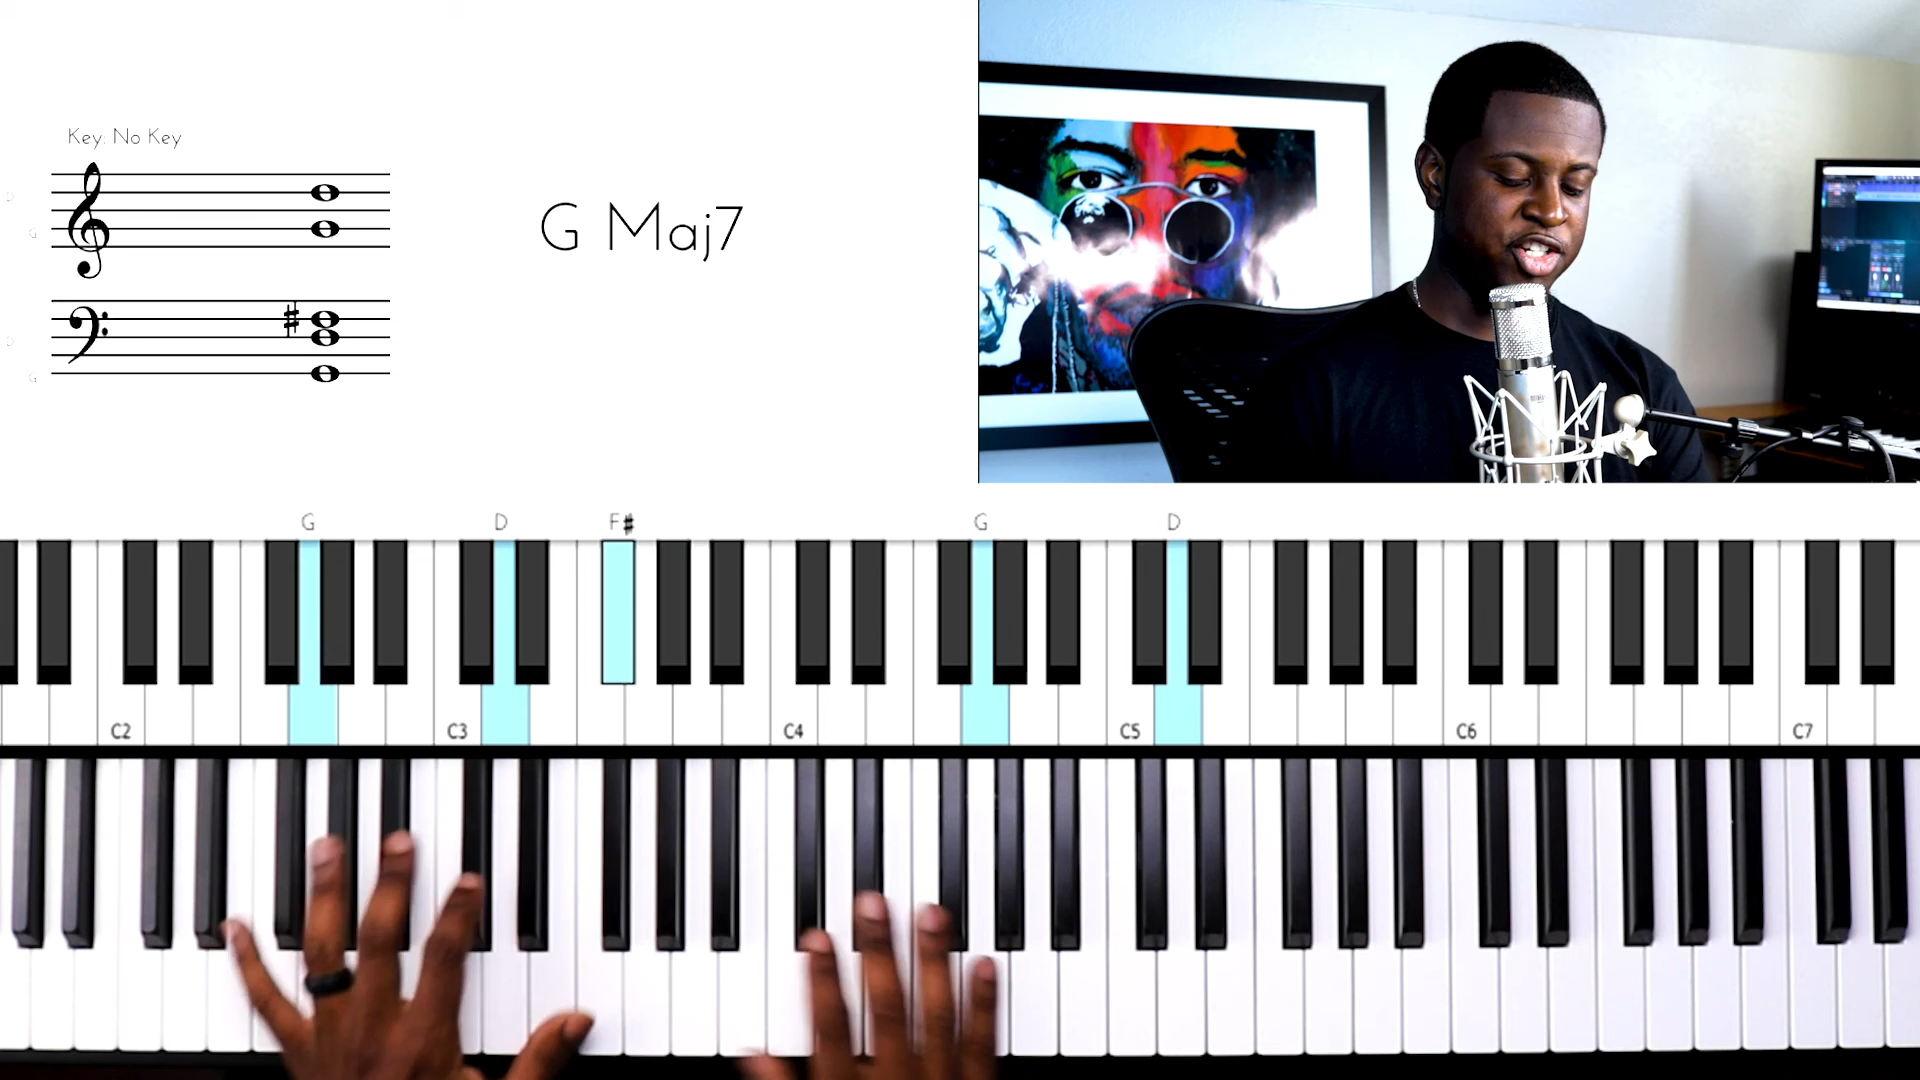 Key: No Key
D
G
G Maj7
D
G
G D F# G D
C2 C3 C4 C5 C6 C7